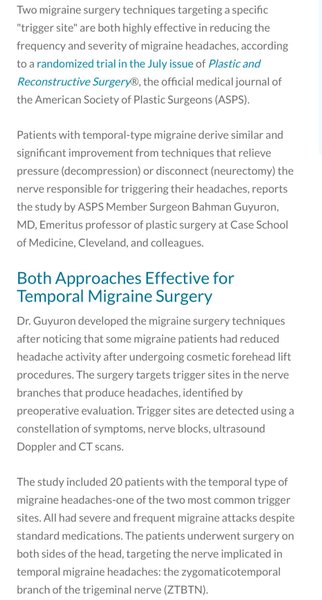 Two migraine surgery techniques targeting a specific
"trigger site" are both highly effective in reducing the
frequency and severity of migraine headaches, according
to a randomized trial in the July issue of Plastic and
Reconstructive Surgery®, the official medical journal of
the American Society of Plastic Surgeons (ASPS).
Patients with temporal-type migraine derive similar and
significant improvement from techniques that relieve
pressure (decompression) or disconnect (neurectomy) the
nerve responsible for triggering their headaches, reports
the study by ASPS Member Surgeon Bahman Guyuron,
MD, Emeritus professor of plastic surgery at Case School
of Medicine, Cleveland, and colleagues.
Both Approaches Effective for
Temporal Migraine Surgery
Dr. Guyuron developed the migraine surgery techniques
after noticing that some migraine patients had reduced
headache activity after undergoing cosmetic forehead lift
procedures. The surgery targets trigger sites in the nerve
branches that produce headaches, identified by
preoperative evaluation. Trigger sites are detected using a
constellation of symptoms, nerve blocks, ultrasound
Doppler and CT scans.
The study included 20 patients with the temporal type of
migraine headaches-one of the two most common trigger
sites. All had severe and frequent migraine attacks despite
standard medications. The patients underwent surgery on
both sides of the head, targeting the nerve implicated in
temporal migraine headaches: the zygomaticotemporal
branch of the trigeminal nerve (ZTBTN).